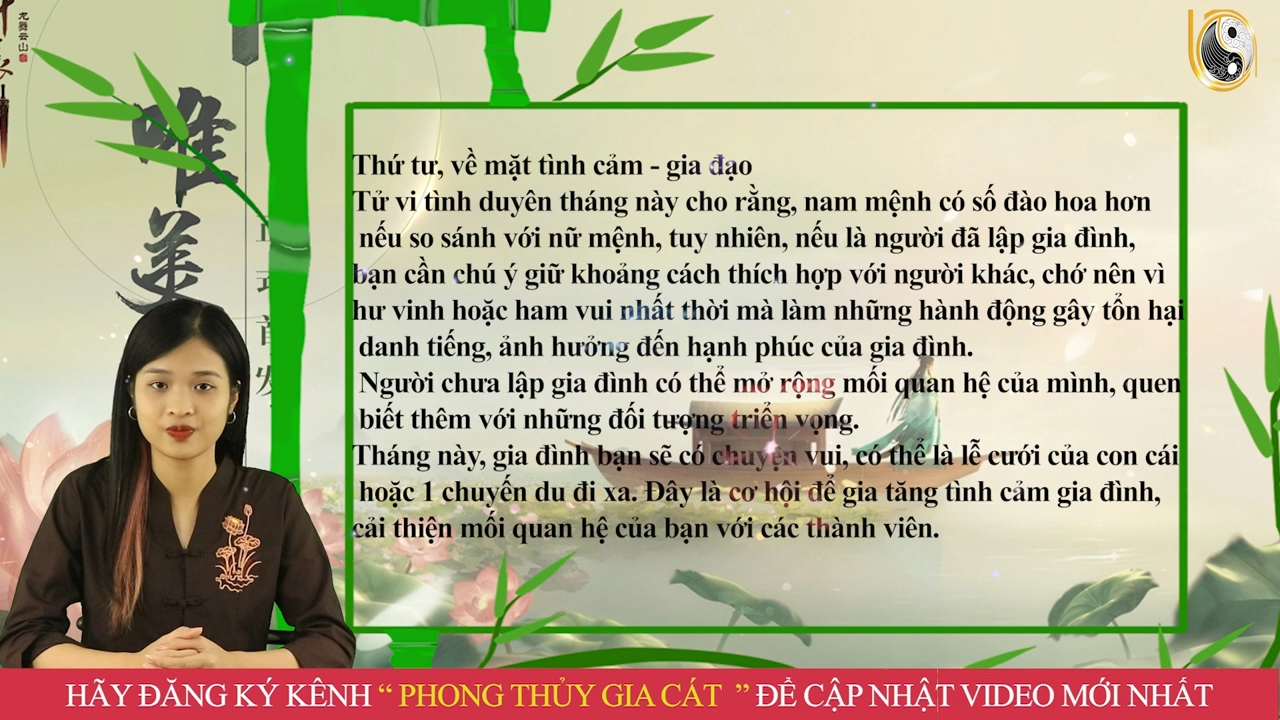 龙舞云山
唯
美
Thứ tư, về mặt tình cảm - gia đạo
Tử vi tình duyên tháng này cho rằng, nam mệnh có số đào hoa hơn
nếu so sánh với nữ mệnh, tuy nhiên, nếu là người đã lập gia đình,
bạn cần chú ý giữ khoảng cách thích hợp với người khác, chớ nên vì
hư vinh hoặc ham vui nhất thời mà làm những hành động gây tổn hại
danh tiếng, ảnh hưởng đến hạnh phúc của gia đình.
Người chưa lập gia đình có thể mở rộng mối quan hệ của mình, quen
biết thêm với những đối tượng triển vọng.
Tháng này, gia đình bạn sẽ có chuyện vui, có thể là lễ cưới của con cái
hoặc 1 chuyến du đi xa. Đây là cơ hội để gia tăng tình cảm gia đình,
cải thiện mối quan hệ của bạn với các thành viên.
HÃY ĐĂNG KÝ KÊNH “ PHONG THỦY GIA CÁT ” ĐỂ CẬP NHẬT VIDEO MỚI NHẤT